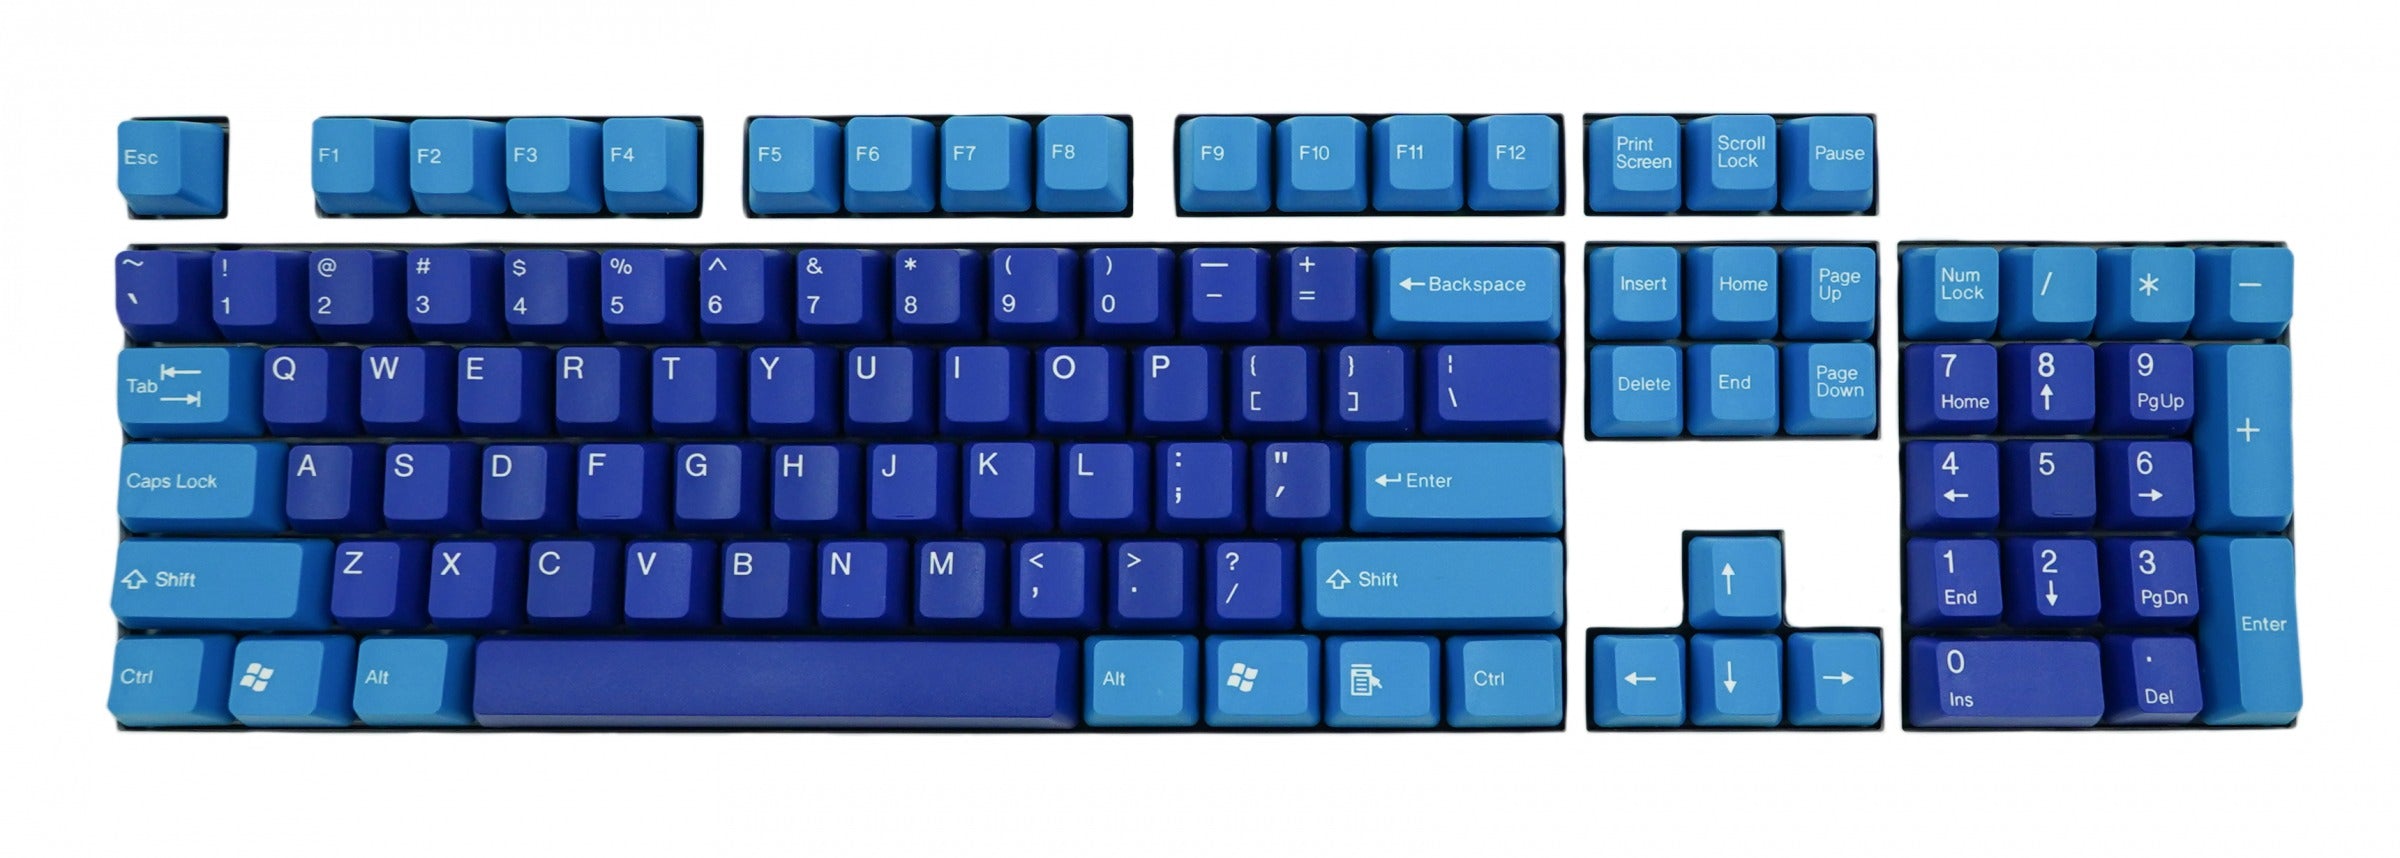 Esc F1 F2 F3 F4 F5 F6 F7 F8 F9 F10 F11 F12 Print Screen Scroll Lock Pause
~ ! @ # $ % ^ & * ( ) — +
` 1 2 3 4 5 6 7 8 9 0 - = ←Backspace Insert Home Page Up Num Lock / * −
Tab Q W E R T Y U I O P { [ } ] ¦ \ Delete End Page Down 7 Home 8 ↑ 9 PgUp +
Caps Lock A S D F G H J K L : ; " ' ↵ Enter 4 ← 5 6 →
⇧ Shift Z X C V B N M < , > . ? / ⇧ Shift ↑ 1 End 2 ↓ 3 PgDn Enter
Ctrl Alt Alt Ctrl ← ↓ → 0 Ins . Del